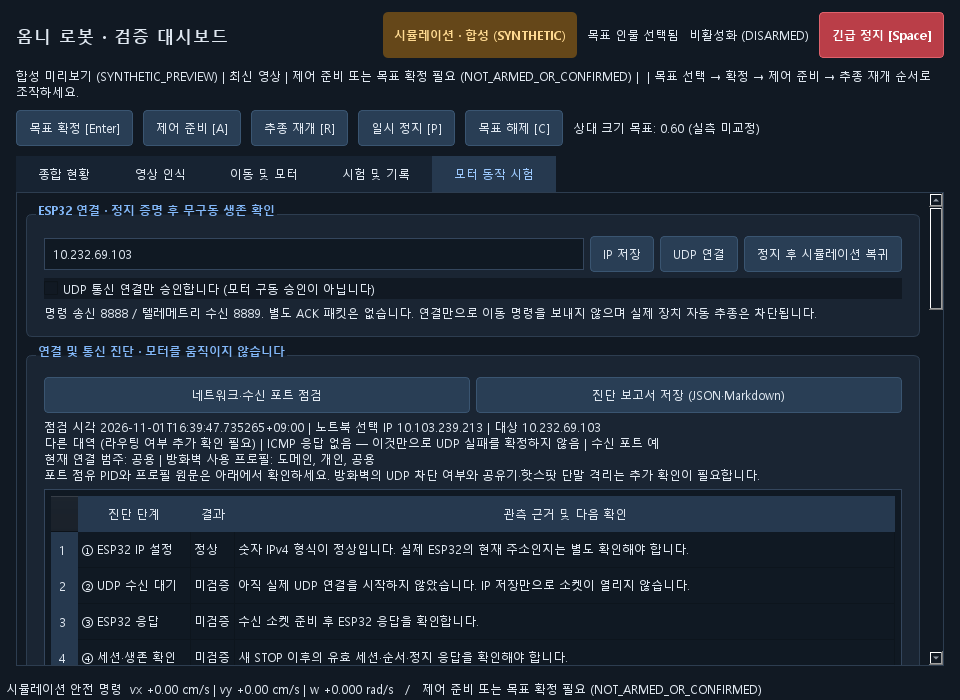 옴니 로봇 · 검증 대시보드
시뮬레이션 · 합성 (SYNTHETIC)
목표 인물 선택됨
비활성화 (DISARMED)
긴급 정지 [Space]
합성 미리보기 (SYNTHETIC_PREVIEW) | 최신 영상 | 제어 준비 또는 목표 확정 필요 (NOT_ARMED_OR_CONFIRMED) | | 목표 선택 → 확정 → 제어 준비 → 추종 재개 순서로
조작하세요.
목표 확정 [Enter]
제어 준비 [A]
추종 재개 [R]
일시 정지 [P]
목표 해제 [C]
상대 크기 목표: 0.60 (실측 미교정)
종합 현황
영상 인식
이동 및 모터
시험 및 기록
모터 동작 시험
ESP32 연결 · 정지 증명 후 무구동 생존 확인
10.232.69.103
IP 저장
UDP 연결
정지 후 시뮬레이션 복귀
UDP 통신 연결만 승인합니다 (모터 구동 승인이 아닙니다)
명령 송신 8888 / 텔레메트리 수신 8889. 별도 ACK 패킷은 없습니다. 연결만으로 이동 명령을 보내지 않으며 실제 장치 자동 추종은 차단됩니다.
연결 및 통신 진단 · 모터를 움직이지 않습니다
네트워크·수신 포트 점검
진단 보고서 저장 (JSON·Markdown)
점검 시각 2026-11-01T16:39:47.735265+09:00 | 노트북 선택 IP 10.103.239.213 | 대상 10.232.69.103
다른 대역 (라우팅 여부 추가 확인 필요) | ICMP 응답 없음 — 이것만으로 UDP 실패를 확정하지 않음 | 수신 포트 예
현재 연결 범주: 공용 | 방화벽 사용 프로필: 도메인, 개인, 공용
포트 점유 PID와 프로필 원문은 아래에서 확인하세요. 방화벽의 UDP 차단 여부와 공유기·핫스팟 단말 격리는 추가 확인이 필요합니다.
진단 단계
결과
관측 근거 및 다음 확인
1 ① ESP32 IP 설정 정상 숫자 IPv4 형식이 정상입니다. 실제 ESP32의 현재 주소인지는 별도 확인해야 합니다.
2 ② UDP 수신 대기 미검증 아직 실제 UDP 연결을 시작하지 않았습니다. IP 저장만으로 소켓이 열리지 않습니다.
3 ③ ESP32 응답 미검증 수신 소켓 준비 후 ESP32 응답을 확인합니다.
4 ④ 세션·생존 확인 미검증 새 STOP 이후의 유효 세션·순서·정지 응답을 확인해야 합니다.
시뮬레이션 안전 명령 vx +0.00 cm/s | vy +0.00 cm/s | w +0.000 rad/s / 제어 준비 또는 목표 확정 필요 (NOT_ARMED_OR_CONFIRMED)